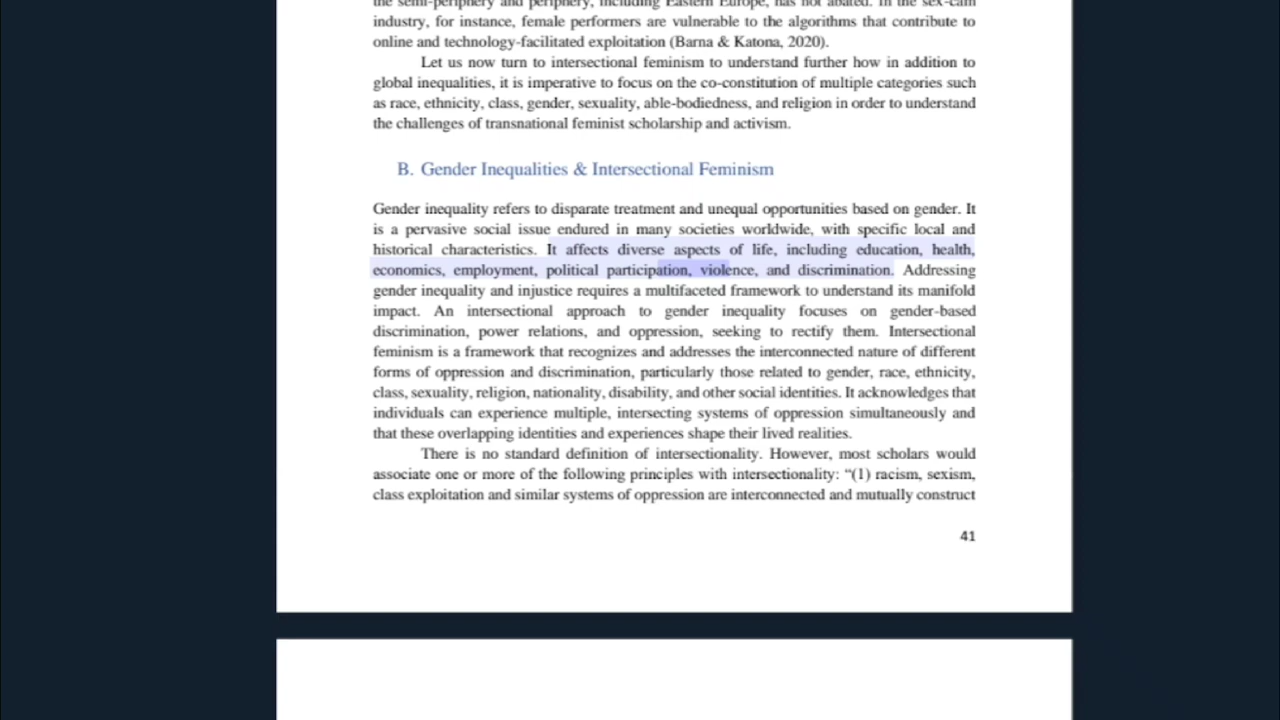 the semi-periphery and periphery, including Eastern Europe, has not abated. In the sex-cam
industry, for instance, female performers are vulnerable to the algorithms that contribute to
online and technology-facilitated exploitation (Barna & Katona, 2020).
Let us now turn to intersectional feminism to understand further how in addition to
global inequalities, it is imperative to focus on the co-constitution of multiple categories such
as race, ethnicity, class, gender, sexuality, able-bodiedness, and religion in order to understand
the challenges of transnational feminist scholarship and activism.
B. Gender Inequalities & Intersectional Feminism
Gender inequality refers to disparate treatment and unequal opportunities based on gender. It
is a pervasive social issue endured in many societies worldwide, with specific local and
historical characteristics. It affects diverse aspects of life, including education, health,
economics, employment, political participation, violence, and discrimination. Addressing
gender inequality and injustice requires a multifaceted framework to understand its manifold
impact. An intersectional approach to gender inequality focuses on gender-based
discrimination, power relations, and oppression, seeking to rectify them. Intersectional
feminism is a framework that recognizes and addresses the interconnected nature of different
forms of oppression and discrimination, particularly those related to gender, race, ethnicity,
class, sexuality, religion, nationality, disability, and other social identities. It acknowledges that
individuals can experience multiple, intersecting systems of oppression simultaneously and
that these overlapping identities and experiences shape their lived realities.
There is no standard definition of intersectionality. However, most scholars would
associate one or more of the following principles with intersectionality: “(1) racism, sexism,
class exploitation and similar systems of oppression are interconnected and mutually construct
41